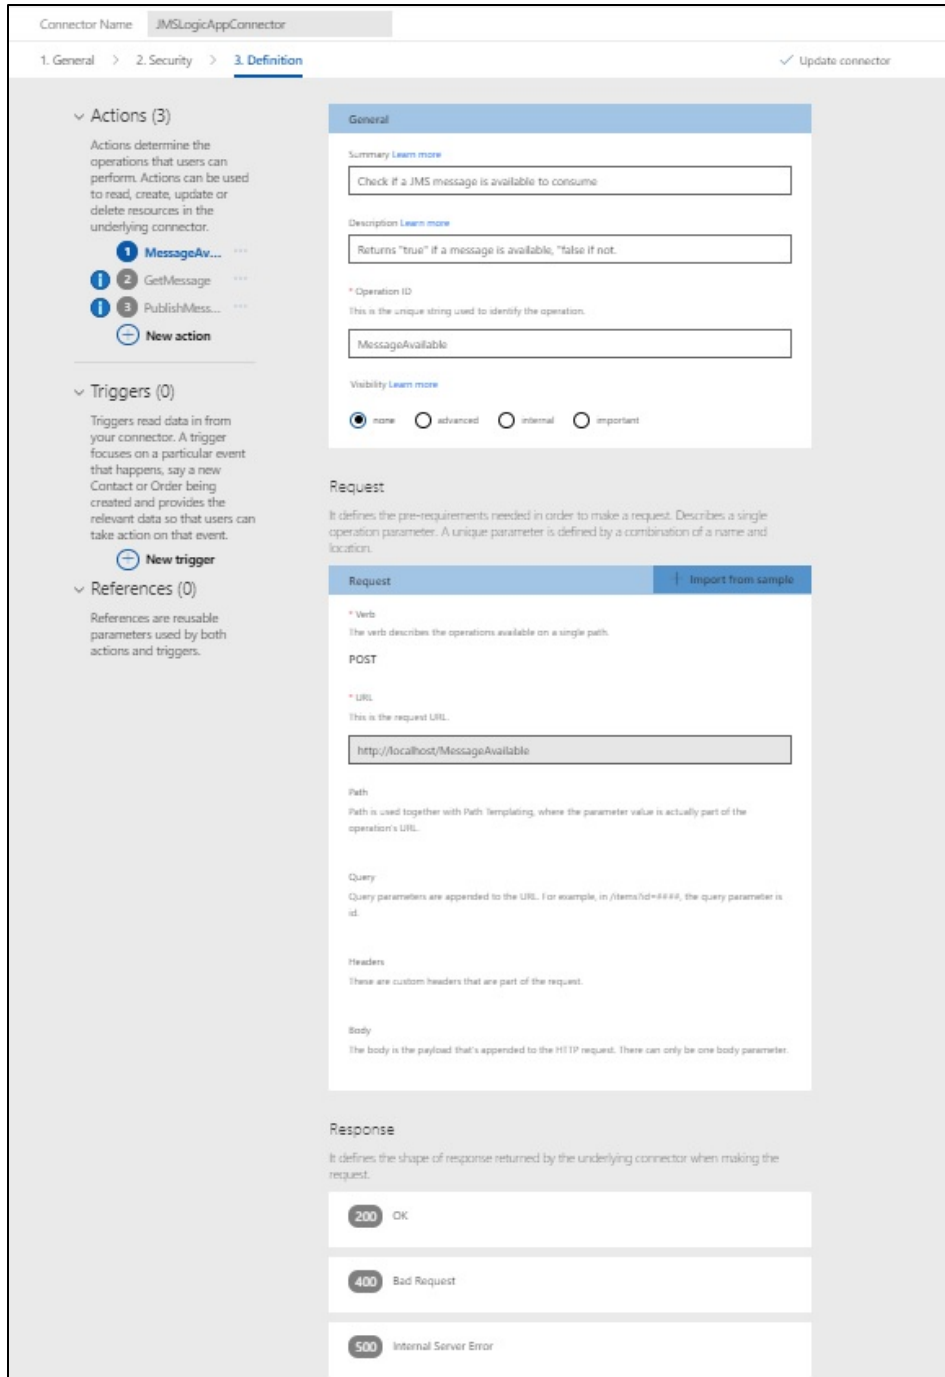 Connector Name JMSLogicAppConnector
1. General > 2. Security > 3. Definition
Update connector
Actions (3)
Actions determine the
operations that users can
perform. Actions can be used
to read, create, update or
delete resources in the
underlying connector.
1 MessageAv... ...
2 GetMessage ...
3 PublishMess... ...
New action
Triggers (0)
Triggers read data in from
your connector. A trigger
focuses on a particular event
that happens, say a new
Contact or Order being
created and provides the
relevant data so that users can
take action on that event.
New trigger
References (0)
References are reusable
parameters used by both
actions and triggers.
General
Summary Learn more
Check if a JMS message is available to consume
Description Learn more
Returns "true" if a message is available, "false if not.
* Operation ID
This is the unique string used to identify the operation.
MessageAvailable
Visibility Learn more
none advanced internal important
Request
It defines the pre-requirements needed in order to make a request. Describes a single
operation parameter. A unique parameter is defined by a combination of a name and
location.
Request + Import from sample
* Verb
The verb describes the operations available on a single path.
POST
* URL
This is the request URL.
http://localhost/MessageAvailable
Path
Path is used together with Path Templating, where the parameter value is actually part of the
operation's URL.
Query
Query parameters are appended to the URL. For example, in /items?id=####, the query parameter is
id.
Headers
These are custom headers that are part of the request.
Body
The body is the payload that's appended to the HTTP request. There can only be one body parameter.
Response
It defines the shape of response returned by the underlying connector when making the
request.
200 OK
400 Bad Request
500 Internal Server Error